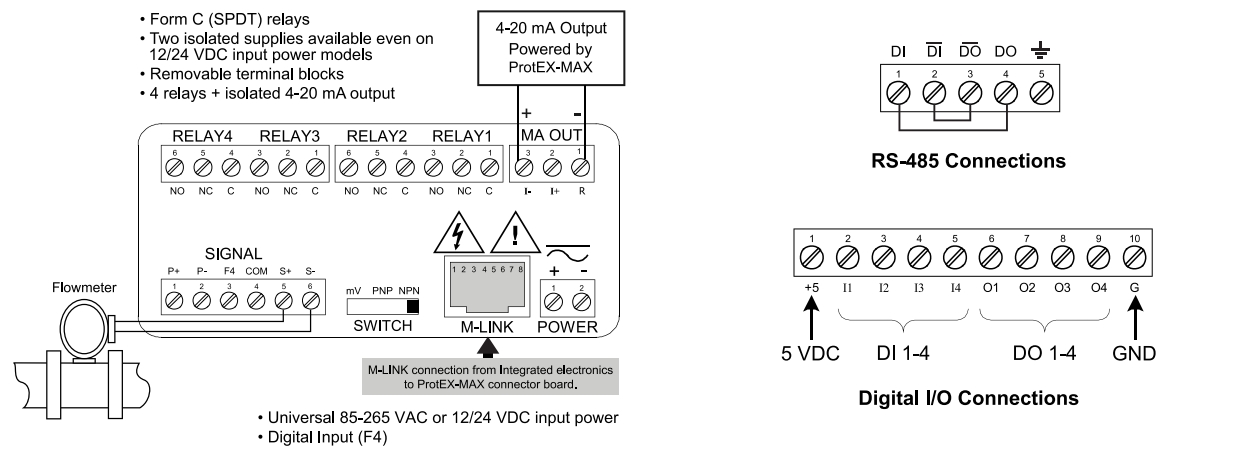 • Form C (SPDT) relays
• Two isolated supplies available even on
12/24 VDC input power models
• Removable terminal blocks
• 4 relays + isolated 4-20 mA output
4-20 mA Output
Powered by
ProtEX-MAX
+ -
RELAY4 RELAY3 RELAY2 RELAY1 MA OUT
6 5 4 3 2 1 6 5 4 3 2 1 3 2 1
NO NC C NO NC C NO NC C NO NC C I- I+ R
SIGNAL
P+ P- F4 COM S+ S-
1 2 3 4 5 6
Flowmeter
mV PNP NPN
SWITCH
!
1 2 3 4 5 6 7 8
M-LINK
+ -
1 2
POWER
M-LINK connection from Integrated electronics
to ProtEX-MAX connector board.
• Universal 85-265 VAC or 12/24 VDC input power
• Digital Input (F4)
DI D̅I̅ D̅O̅ DO
1 2 3 4 5
RS-485 Connections
1 2 3 4 5 6 7 8 9 10
+5 I1 I2 I3 I4 O1 O2 O3 O4 G
5 VDC DI 1-4 DO 1-4 GND
Digital I/O Connections